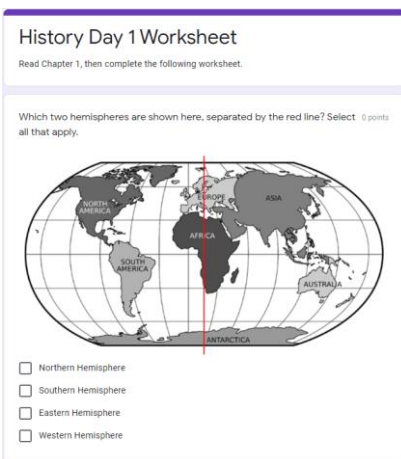 History Day 1 Worksheet
Read Chapter 1, then complete the following worksheet.
Which two hemispheres are shown here, separated by the red line? Select 0 points
all that apply.
NORTH
AMERICA
EUROPE
ASIA
AFRICA
SOUTH
AMERICA
AUSTRALIA
ANTARCTICA
Northern Hemisphere
Southern Hemisphere
Eastern Hemisphere
Western Hemisphere